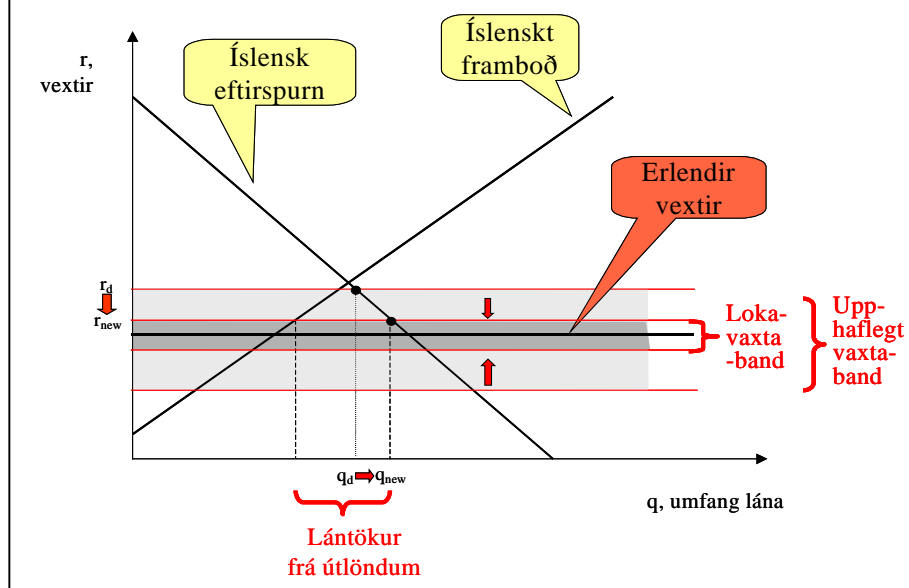 r,
vextir
Íslensk
eftirspurn
Íslenskt
framboð
Erlendir
vextir
r_d
r_new
Loka-
vaxta
-band
Upp-
haflegt
vaxta-
band
q_d q_new
q, umfang lána
Lántökur
frá útlöndum